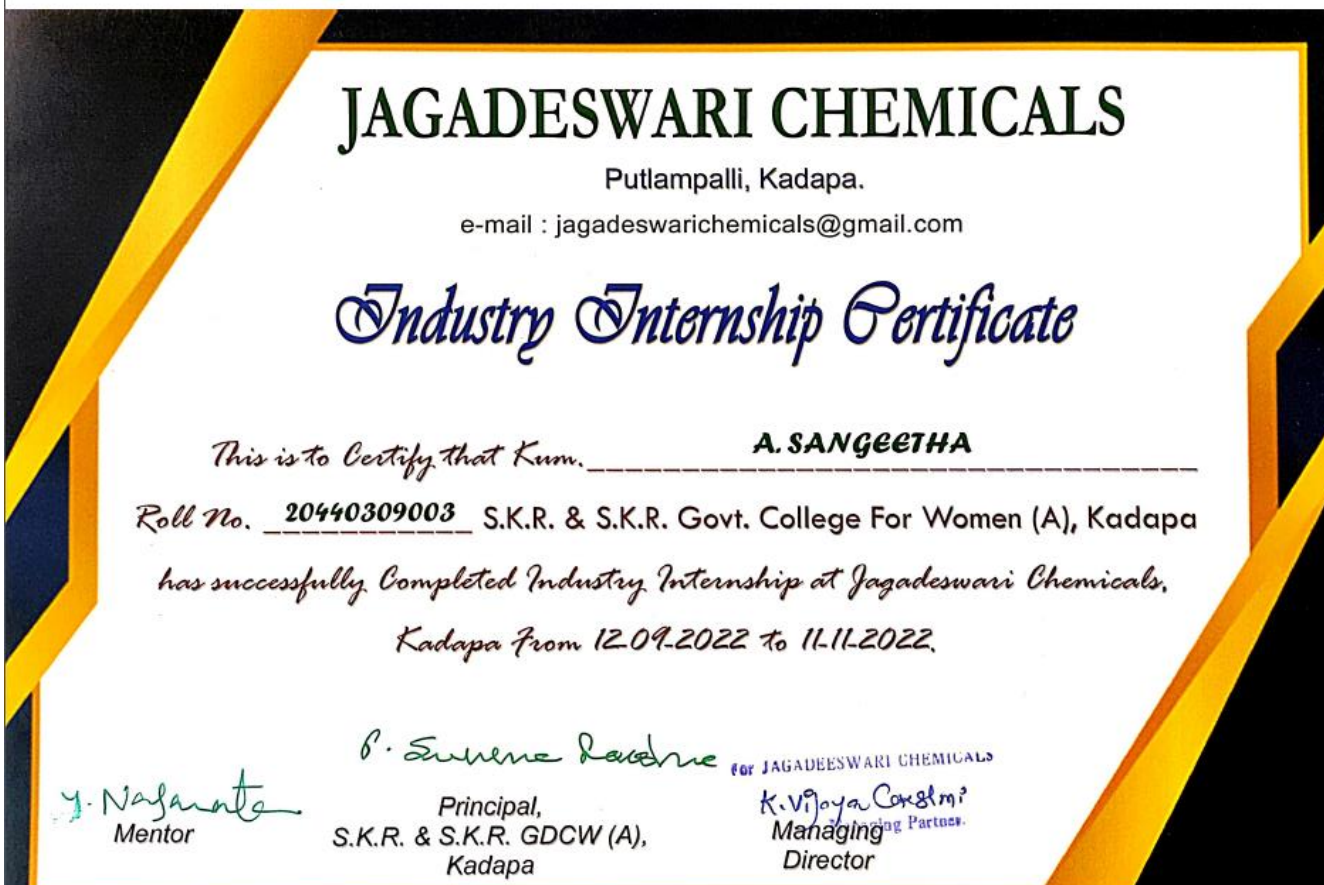 JAGADESWARI CHEMICALS
Putlampalli, Kadapa.
e-mail : jagadeswarichemicals@gmail.com
Industry Internship Certificate
This is to Certify that Kum. A. SANGEETHA
Roll No. 20440309003 S.K.R. & S.K.R. Govt. College For Women (A), Kadapa
has successfully Completed Industry Internship at Jagadeswari Chemicals,
Kadapa From 12.09.2022 to 11.11.2022.
For JAGADEESWARI CHEMICALS
K. Vijaya
Managing Partner.
Mentor
Principal,
S.K.R. & S.K.R. GDCW (A),
Kadapa
Managing
Director